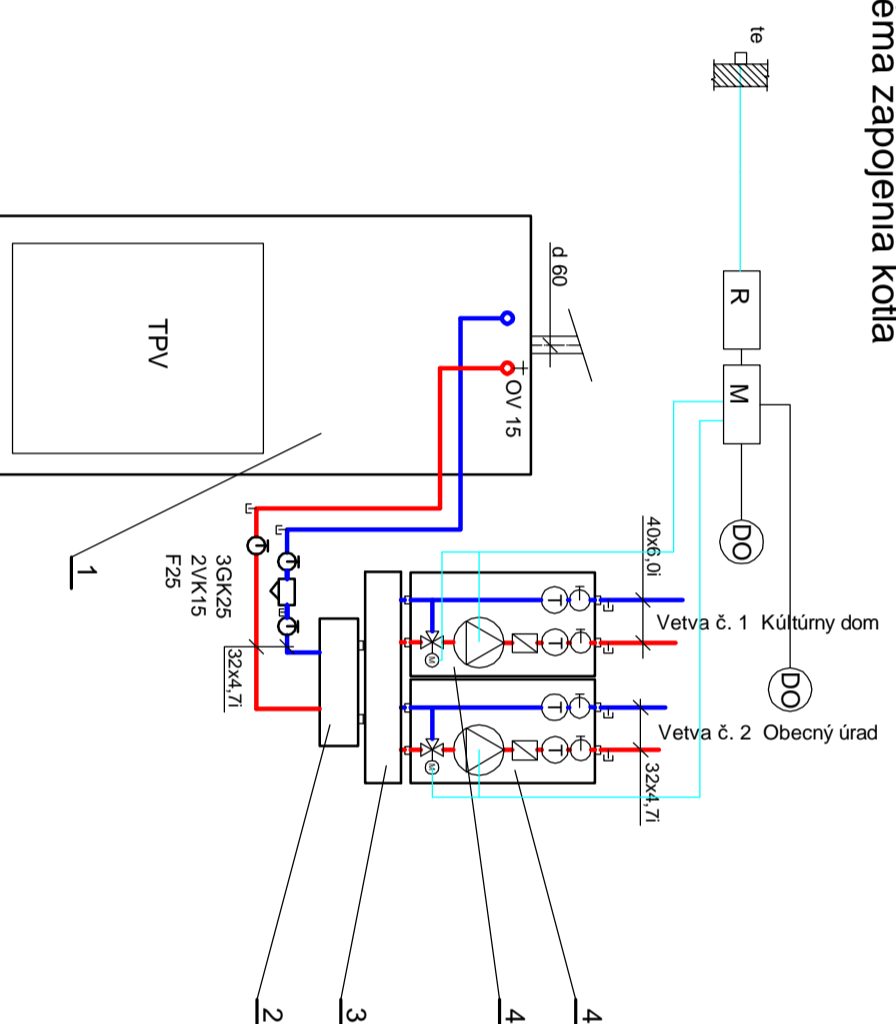 ema zapojenia kotla
te
R
M
DO
DO
d 60
OV 15
TPV
1
3GK25
2VK15
F25
32x4,7i
40x6,0i
Vetva č. 1 Kúltúrny dom
T
T
M
Vetva č. 2 Obecný úrad
T
T
M
32x4,7i
2
3
4
4